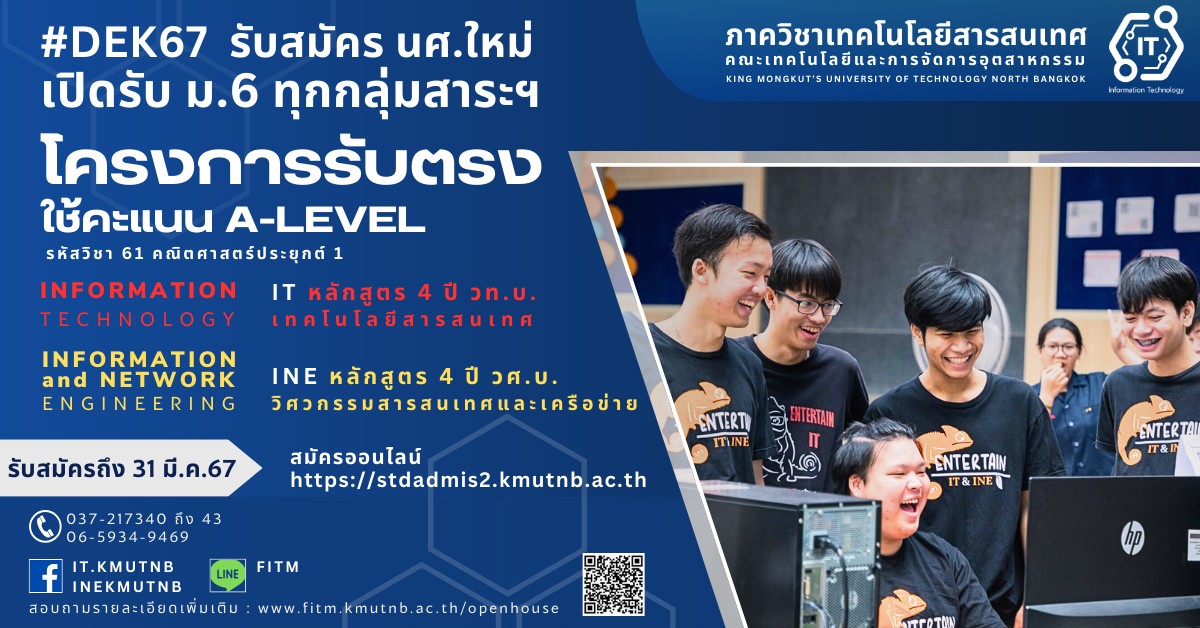 #DEK67 รับสมัคร นศ.ใหม่
เปิดรับ ม.6 ทุกกลุ่มสาระฯ
โครงการรับตรง
ใช้คะแนน A-LEVEL
รหัสวิชา 61 คณิตศาสตร์ประยุกต์ 1
INFORMATION
TECHNOLOGY
IT หลักสูตร 4 ปี วท.บ.
เทคโนโลยีสารสนเทศ
INFORMATION
and NETWORK
ENGINEERING
INE หลักสูตร 4 ปี วศ.บ.
วิศวกรรมสารสนเทศและเครือข่าย
รับสมัครถึง 31 มี.ค.67
สมัครออนไลน์
https://stdadmis2.kmutnb.ac.th
037-217340 ถึง 43
06-5934-9469
IT.KMUTNB
INEKMUTNB
LINE
FITM
สอบถามรายละเอียดเพิ่มเติม : www.fitm.kmutnb.ac.th/openhouse
ภาควิชาเทคโนโลยีสารสนเทศ
คณะเทคโนโลยีและการจัดการอุตสาหกรรม
KING MONGKUT'S UNIVERSITY OF TECHNOLOGY NORTH BANGKOK
IT
Information Technology
ENTERTAIN
IT & INE
ENTERTAIN
IT
ENTERTAIN
IT & INE
ENTERTAIN
IT & INE
ENTERTAIN
hp